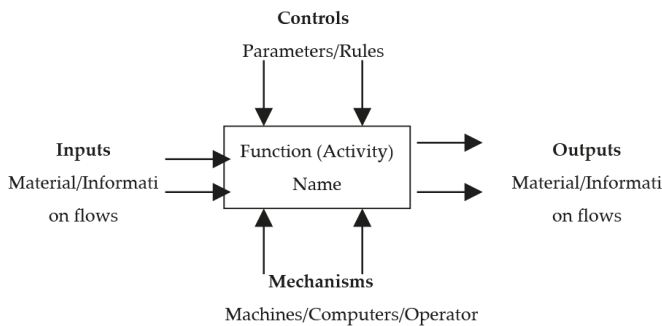 Controls
Parameters/Rules
Inputs
Material/Informati
on flows
Function (Activity)
Name
Outputs
Material/Informati
on flows
Mechanisms
Machines/Computers/Operator